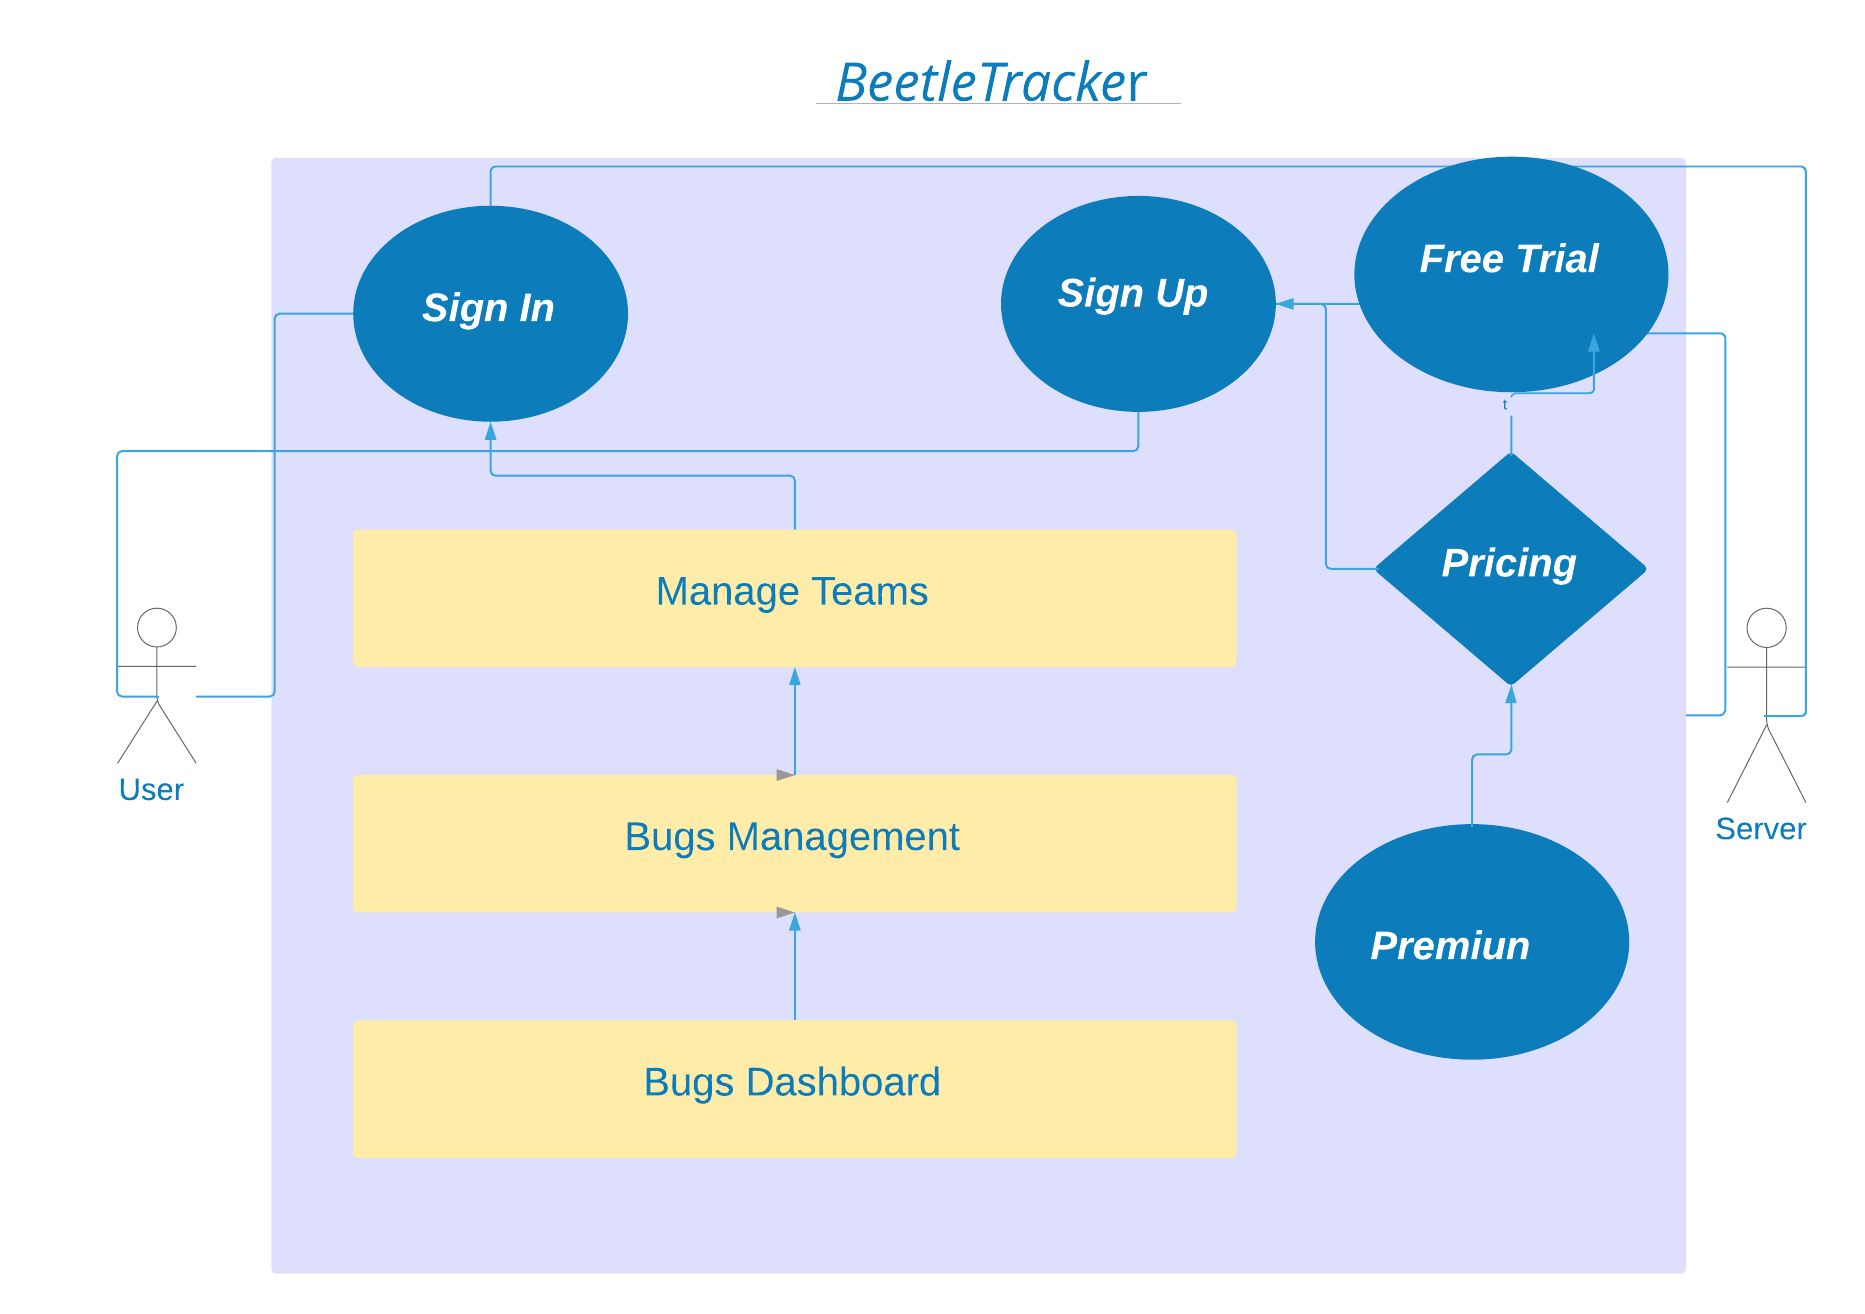 BeetleTracker
Free Trial
Sign Up
Sign In
t
Pricing
Manage Teams
User
Server
Bugs Management
Premiun
Bugs Dashboard